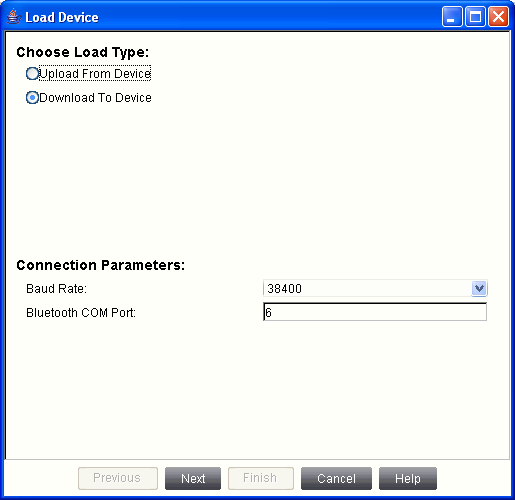 Load Device
Choose Load Type:
Upload From Device
Download To Device
Connection Parameters:
Baud Rate: 38400
Bluetooth COM Port: 6
Previous Next Finish Cancel Help